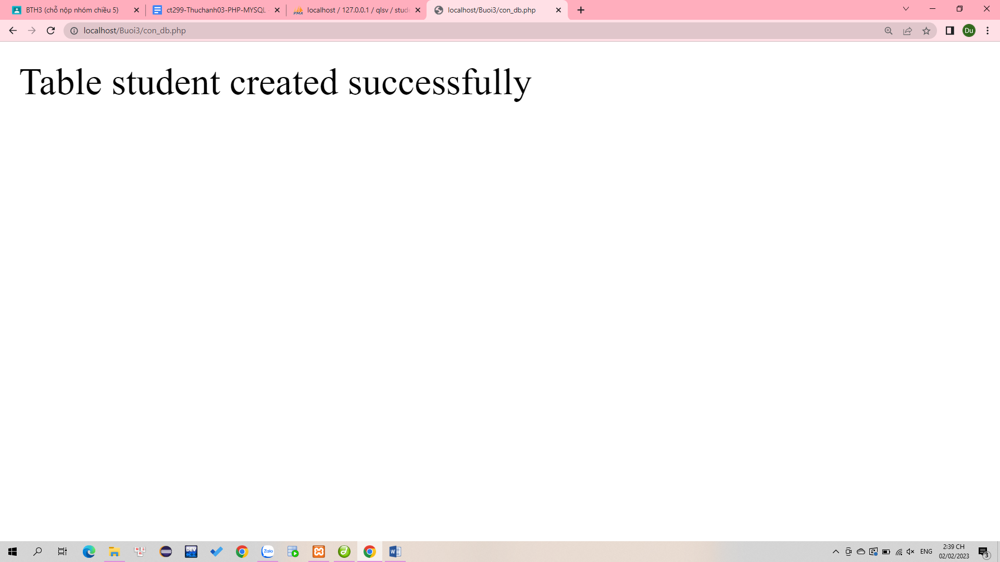 BTH3 (chỗ nộp nhóm chiều 5)
ct299-Thuchanh03-PHP-MYSQL
localhost / 127.0.0.1 / qlsv / stude
localhost/Buoi3/con_db.php
localhost/Buoi3/con_db.php
Du
Table student created successfully
DEV
Zalo
ENG
2:39 CH
02/02/2023
3